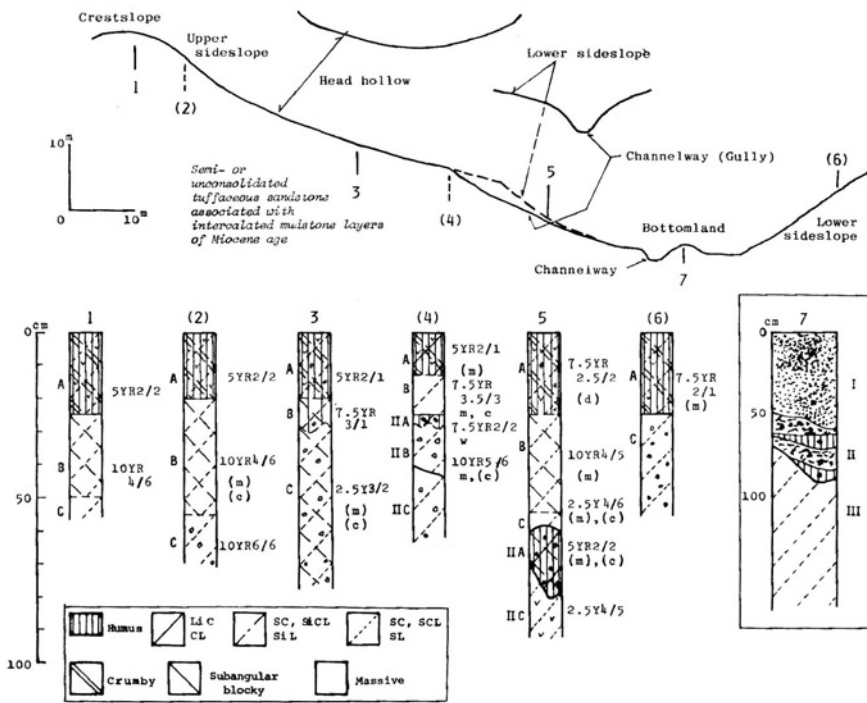 Crestslope
Upper
sideslope
1
(2)
Head hollow
Lower sideslope
Channelway (Gully)
(6)
10m
0 10m
Semi- or
unconsolidated
tuffaceous sandstone
associated with
intercalated mudstone layers
of Miocene age
3
(4)
5
Bottomland
Lower
sideslope
Channelway
7
0 cm
50
100
1
A
B
C
5YR2/2
10YR
4/6
(2)
A
B
C
5YR2/2
10YR4/6
(m)
(c)
10YR6/6
3
A
B
C
5YR2/1
7.5YR
3/1
2.5Y3/2
(m)
(c)
(4)
A
B
IIA
IIB
IIC
5YR2/1
(m)
7.5YR
3.5/3
m, c
7.5YR2/2
w
10YR5/6
m,(c)
5
A
B
C
IIA
IIC
7.5YR
2.5/2
(d)
10YR4/5
(m)
2.5Y4/6
(m),(c)
5YR2/2
(m),(c)
2.5Y4/5
(6)
A
C
7.5YR
2/1
(m)
7
cm
0
50
100
I
II
III
Humus
LiC
CL
SC, SiCL
SiL
SC, SCL
SL
Crumby
Subangular
blocky
Massive